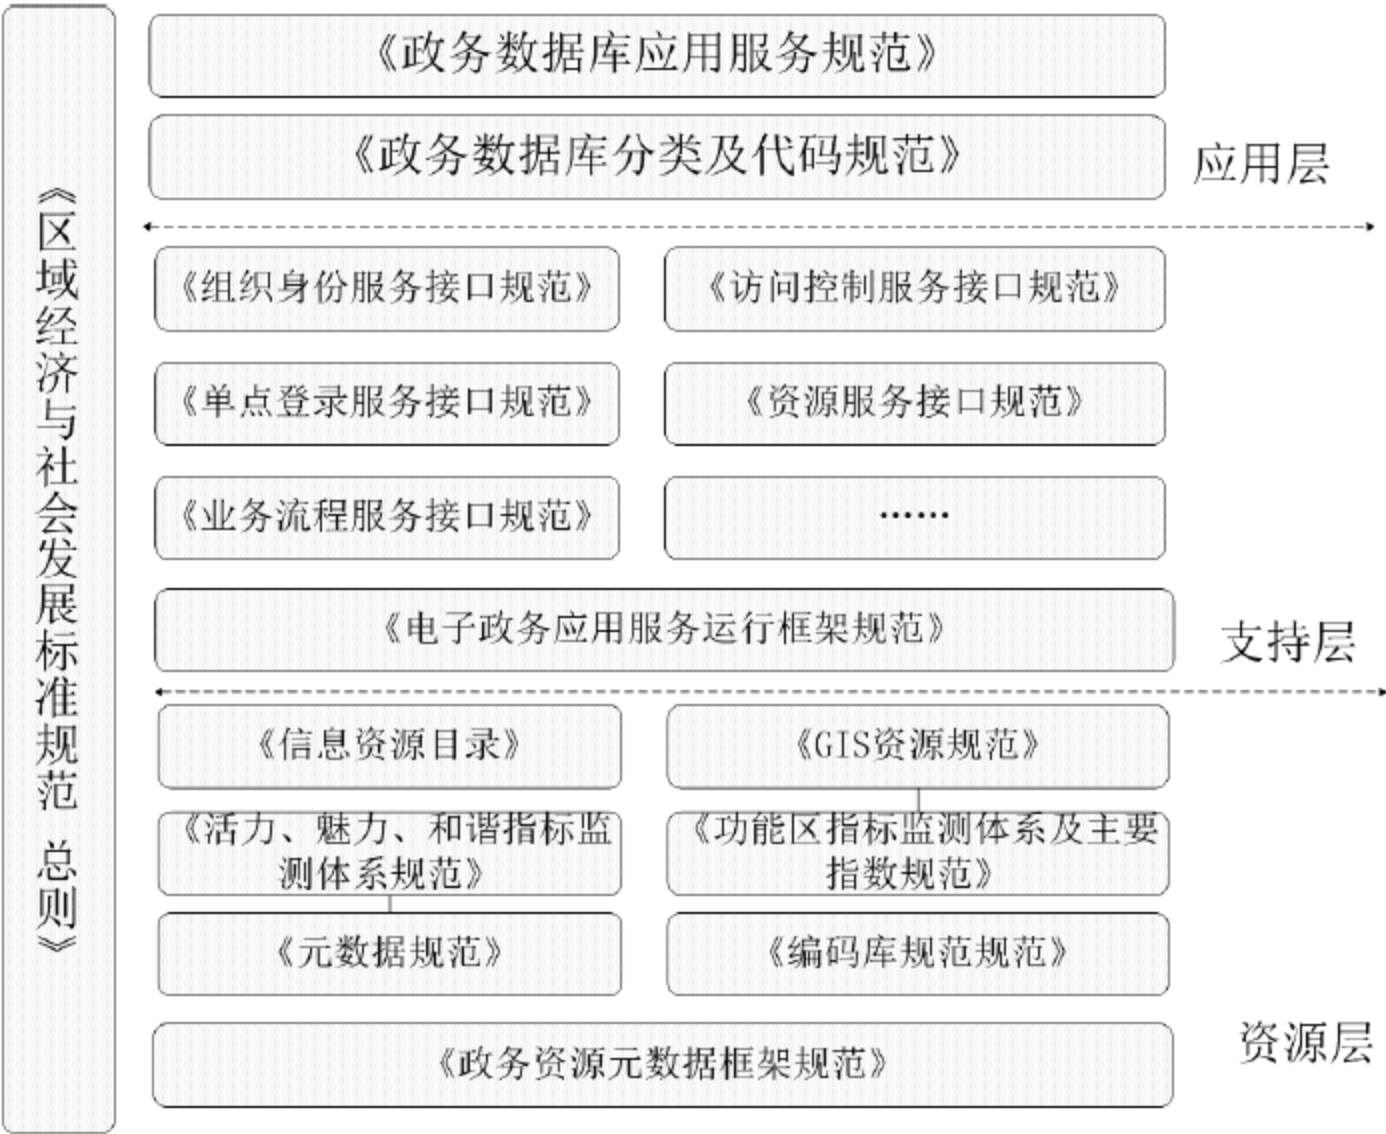 《区域经济与社会发展标准规范 总则》
《政务数据库应用服务规范》
《政务数据库分类及代码规范》
应用层
《组织身份服务接口规范》
《访问控制服务接口规范》
《单点登录服务接口规范》
《资源服务接口规范》
《业务流程服务接口规范》
……
《电子政务应用服务运行框架规范》
支持层
《信息资源目录》
《GIS资源规范》
《活力、魅力、和谐指标监
测体系规范》
《功能区指标监测体系及主要
指数规范》
《元数据规范》
《编码库规范规范》
《政务资源元数据框架规范》
资源层